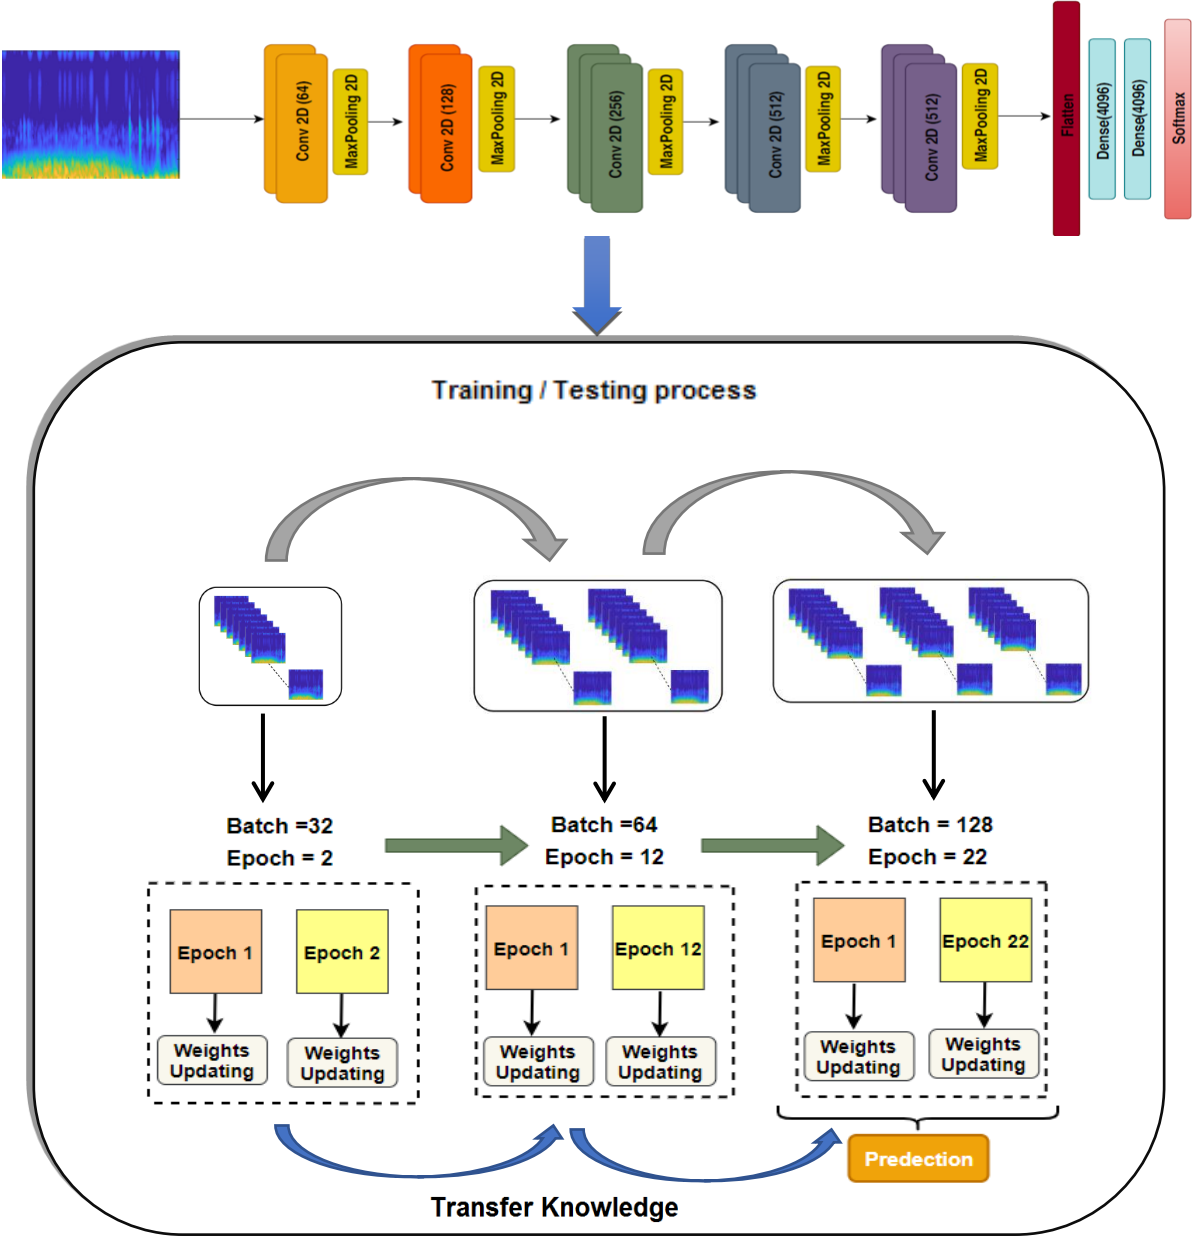 Conv 2D (64)
MaxPooling 2D
Conv 2D (128)
MaxPooling 2D
Conv 2D (256)
MaxPooling 2D
Conv 2D (512)
MaxPooling 2D
Conv 2D (512)
MaxPooling 2D
Flatten
Dense(4096)
Dense(4096)
Softmax
Training / Testing process
Batch =32
Epoch = 2
Batch =64
Epoch = 12
Batch = 128
Epoch = 22
Epoch 1
Epoch 2
Epoch 1
Epoch 12
Epoch 1
Epoch 22
Weights
Updating
Weights
Updating
Weights
Updating
Weights
Updating
Weights
Updating
Weights
Updating
Predection
Transfer Knowledge